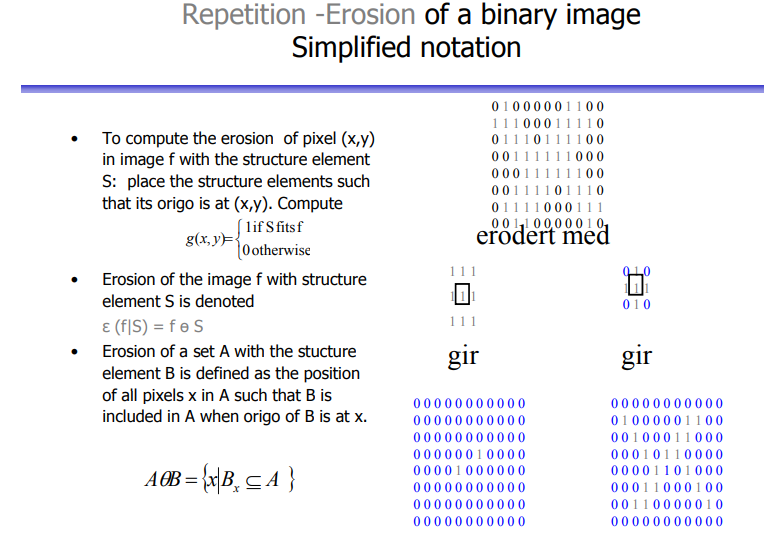 Repetition -Erosion of a binary image
Simplified notation
• To compute the erosion of pixel (x,y)
in image f with the structure element
S: place the structure elements such
that its origo is at (x,y). Compute
g(x,y)={ 1 if S fits f
0 otherwise
• Erosion of the image f with structure
element S is denoted
ε (f|S) = f ɵ S
• Erosion of a set A with the stucture
element B is defined as the position
of all pixels x in A such that B is
included in A when origo of B is at x.
AθB = {x|Bₓ ⊆ A }
0 1 0 0 0 0 0 1 1 0 0
1 1 1 0 0 0 1 1 1 1 0
0 1 1 1 0 1 1 1 1 0 0
0 0 1 1 1 1 1 1 0 0 0
0 0 0 1 1 1 1 1 1 0 0
0 0 1 1 1 1 0 1 1 1 0
0 1 1 1 1 0 0 0 1 1 1
0 0 1 1 0 0 0 0 0 1 0
erodert med
1 1 1
1 1 1
1 1 1
0 1 0
1 1 1
0 1 0
gir
gir
0 0 0 0 0 0 0 0 0 0 0
0 0 0 0 0 0 0 0 0 0 0
0 0 0 0 0 0 0 0 0 0 0
0 0 0 0 0 0 1 0 0 0 0
0 0 0 0 1 0 0 0 0 0 0
0 0 0 0 0 0 0 0 0 0 0
0 0 0 0 0 0 0 0 0 0 0
0 0 0 0 0 0 0 0 0 0 0
0 0 0 0 0 0 0 0 0 0 0
0 1 0 0 0 0 0 1 1 0 0
0 0 1 0 0 0 1 1 0 0 0
0 0 0 1 0 1 1 0 0 0 0
0 0 0 0 1 1 0 1 0 0 0
0 0 0 1 1 0 0 0 1 0 0
0 0 1 1 0 0 0 0 0 1 0
0 0 0 0 0 0 0 0 0 0 0